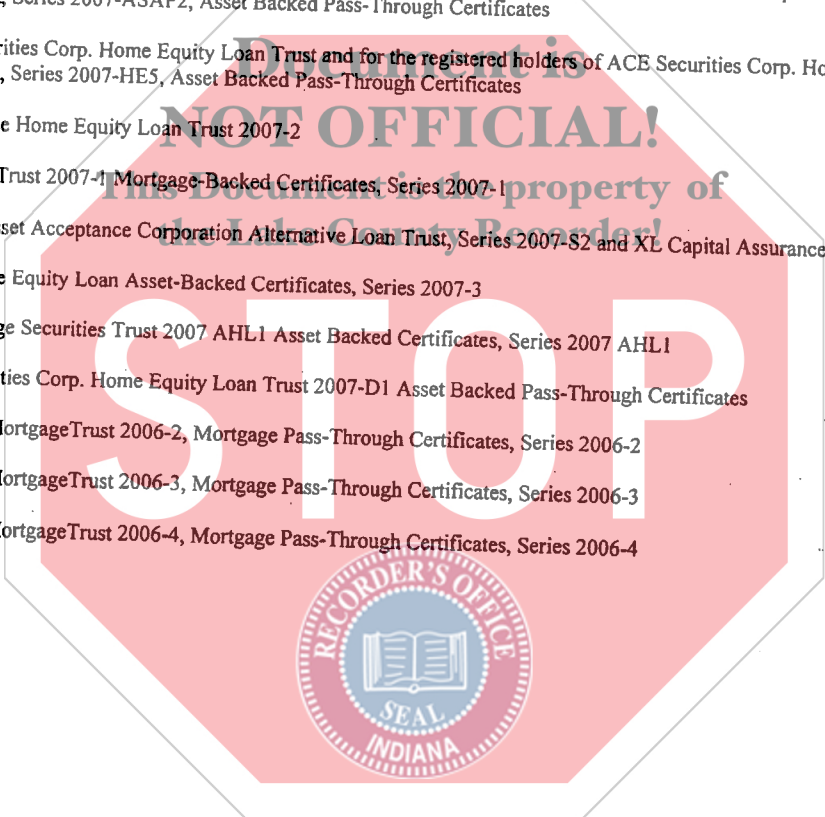 , Series 2007-ASAP2, Asset Backed Pass-Through Certificates
rities Corp. Home Equity Loan Trust and for the registered holders of ACE Securities Corp. Ho
, Series 2007-HE5, Asset Backed Pass-Through Certificates
e Home Equity Loan Trust 2007-2
Trust 2007-1 Mortgage-Backed Certificates, Series 2007-1
set Acceptance Corporation Alternative Loan Trust, Series 2007-S2 and XL Capital Assurance
e Equity Loan Asset-Backed Certificates, Series 2007-3
ge Securities Trust 2007 AHL1 Asset Backed Certificates, Series 2007 AHL1
ties Corp. Home Equity Loan Trust 2007-D1 Asset Backed Pass-Through Certificates
MortgageTrust 2006-2, Mortgage Pass-Through Certificates, Series 2006-2
MortgageTrust 2006-3, Mortgage Pass-Through Certificates, Series 2006-3
MortgageTrust 2006-4, Mortgage Pass-Through Certificates, Series 2006-4
Document is
NOT OFFICIAL!
This Document is the property of
the Lake County Recorder!
STOP
RECORDER'S OFFICE
SEAL
INDIANA